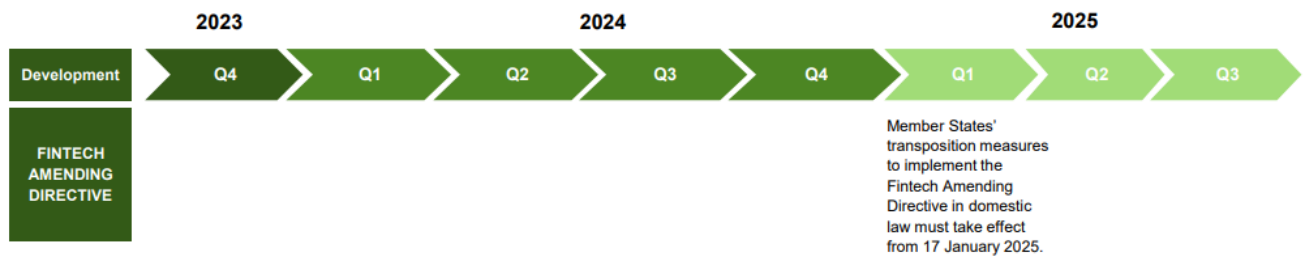 2023 2024 2025
Development Q4 Q1 Q2 Q3 Q4 Q1 Q2 Q3
FINTECH
AMENDING
DIRECTIVE
Member States’
transposition measures
to implement the
Fintech Amending
Directive in domestic
law must take effect
from 17 January 2025.